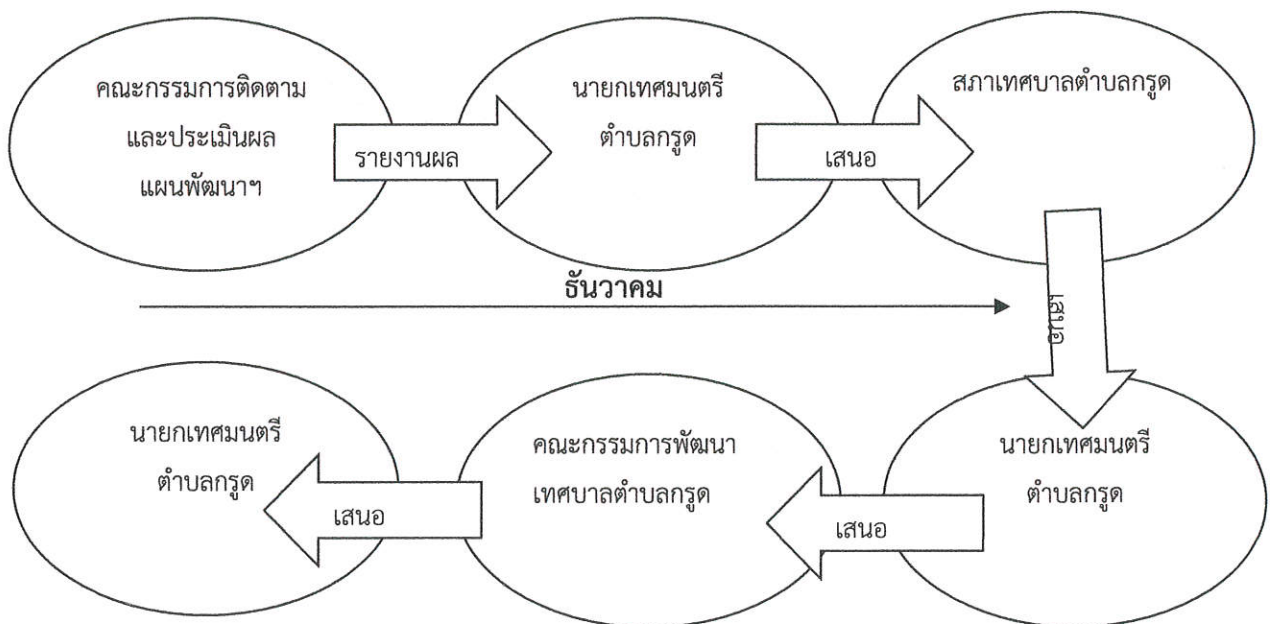 คณะกรรมการติดตาม
และประเมินผล
แผนพัฒนาฯ
รายงานผล
นายกเทศมนตรี
ตำบลกรูด
เสนอ
สภาเทศบาลตำบลกรูด
ธันวาคม
เสนอ
นายกเทศมนตรี
ตำบลกรูด
เสนอ
คณะกรรมการพัฒนา
เทศบาลตำบลกรูด
เสนอ
นายกเทศมนตรี
ตำบลกรูด